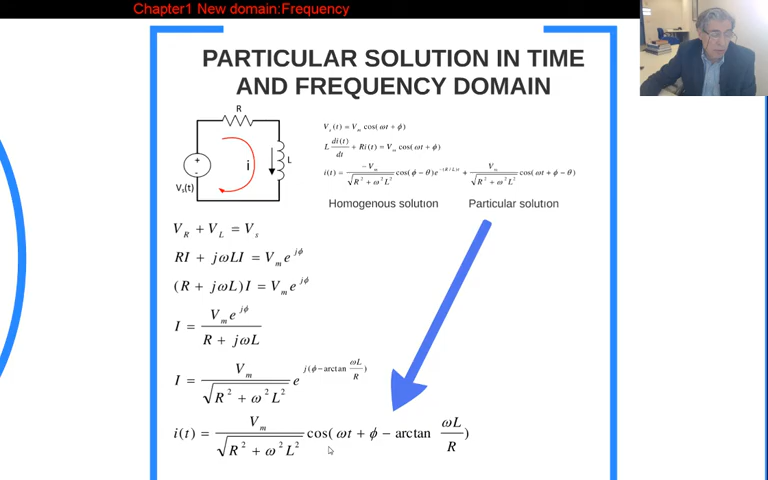 Chapter1 New domain:Frequency
PARTICULAR SOLUTION IN TIME
AND FREQUENCY DOMAIN
R
+
-
i
L
Vs(t)
V_s(t) = V_m cos( ωt + ϕ)
L di(t)/dt + Ri(t) = V_m cos( ωt + ϕ)
i(t) = -V_m/√(R² + ω²L²) cos(ϕ − θ)e^{-(R/L)t} + V_m/√(R² + ω²L²) cos(ωt + ϕ − θ)
Homogenous solution Particular solution
V_R + V_L = V_s
RI + jωLI = V_m e^{jϕ}
(R + jωL)I = V_m e^{jϕ}
I = V_m e^{jϕ}/(R + jωL)
I = V_m/√(R² + ω²L²) e^{j(ϕ − arctan ωL/R)}
i(t) = V_m/√(R² + ω²L²) cos( ωt + ϕ − arctan ωL/R)